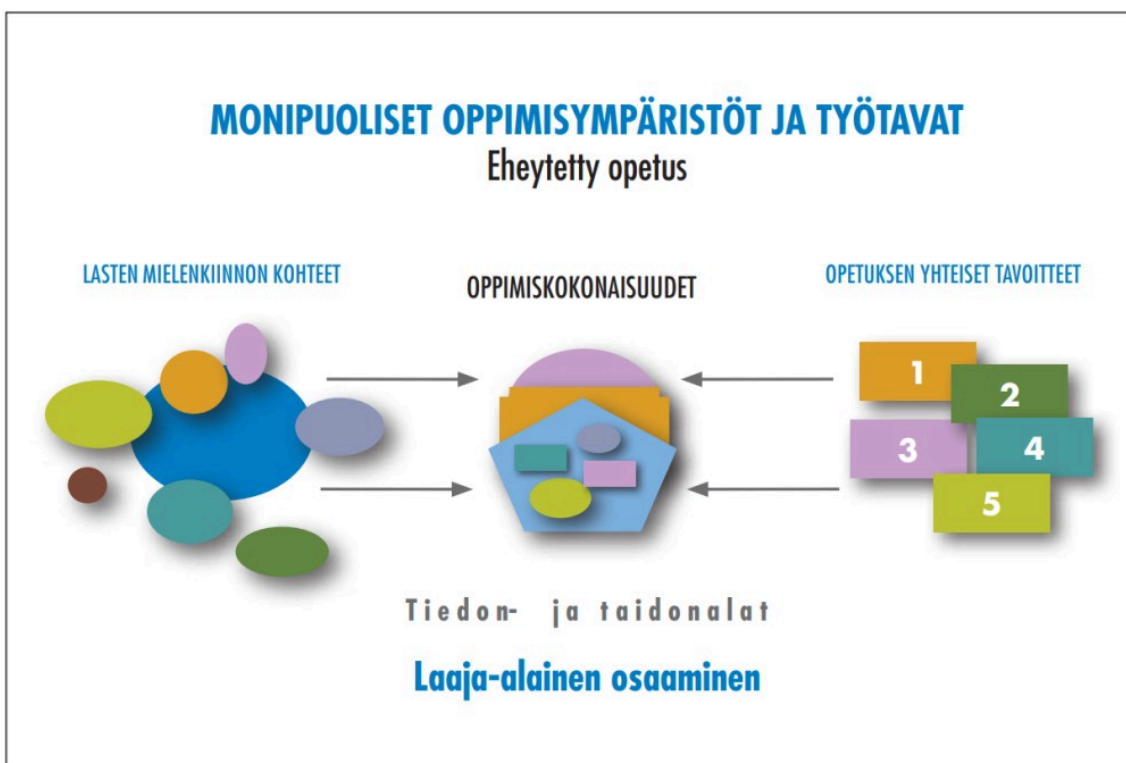 MONIPUOLISET OPPIMISYMPÄRISTÖT JA TYÖTAVAT
Eheytetty opetus
LASTEN MIELENKIINNON KOHTEET
OPPIMISKOKONAISUUDET
OPETUKSEN YHTEISET TAVOITTEET
1
2
3
4
5
Tiedon- ja taidonalat
Laaja-alainen osaaminen